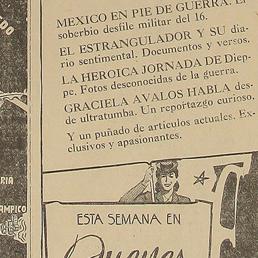 MEXICO EN PIE DE GUERRA. El
soberbio desfile militar del 16.
EL ESTRANGULADOR Y SU dia-
rio sentimental. Documentos y versos.
LA HEROICA JORNADA DE Diep-
pe. Fotos desconocidas de la guerra.
GRACIELA AVALOS HABLA des-
de ultratumba. Un reportazgo curioso.
Y un puñado de artículos actuales. Ex-
clusivos y apasionantes.
ESTA SEMANA EN